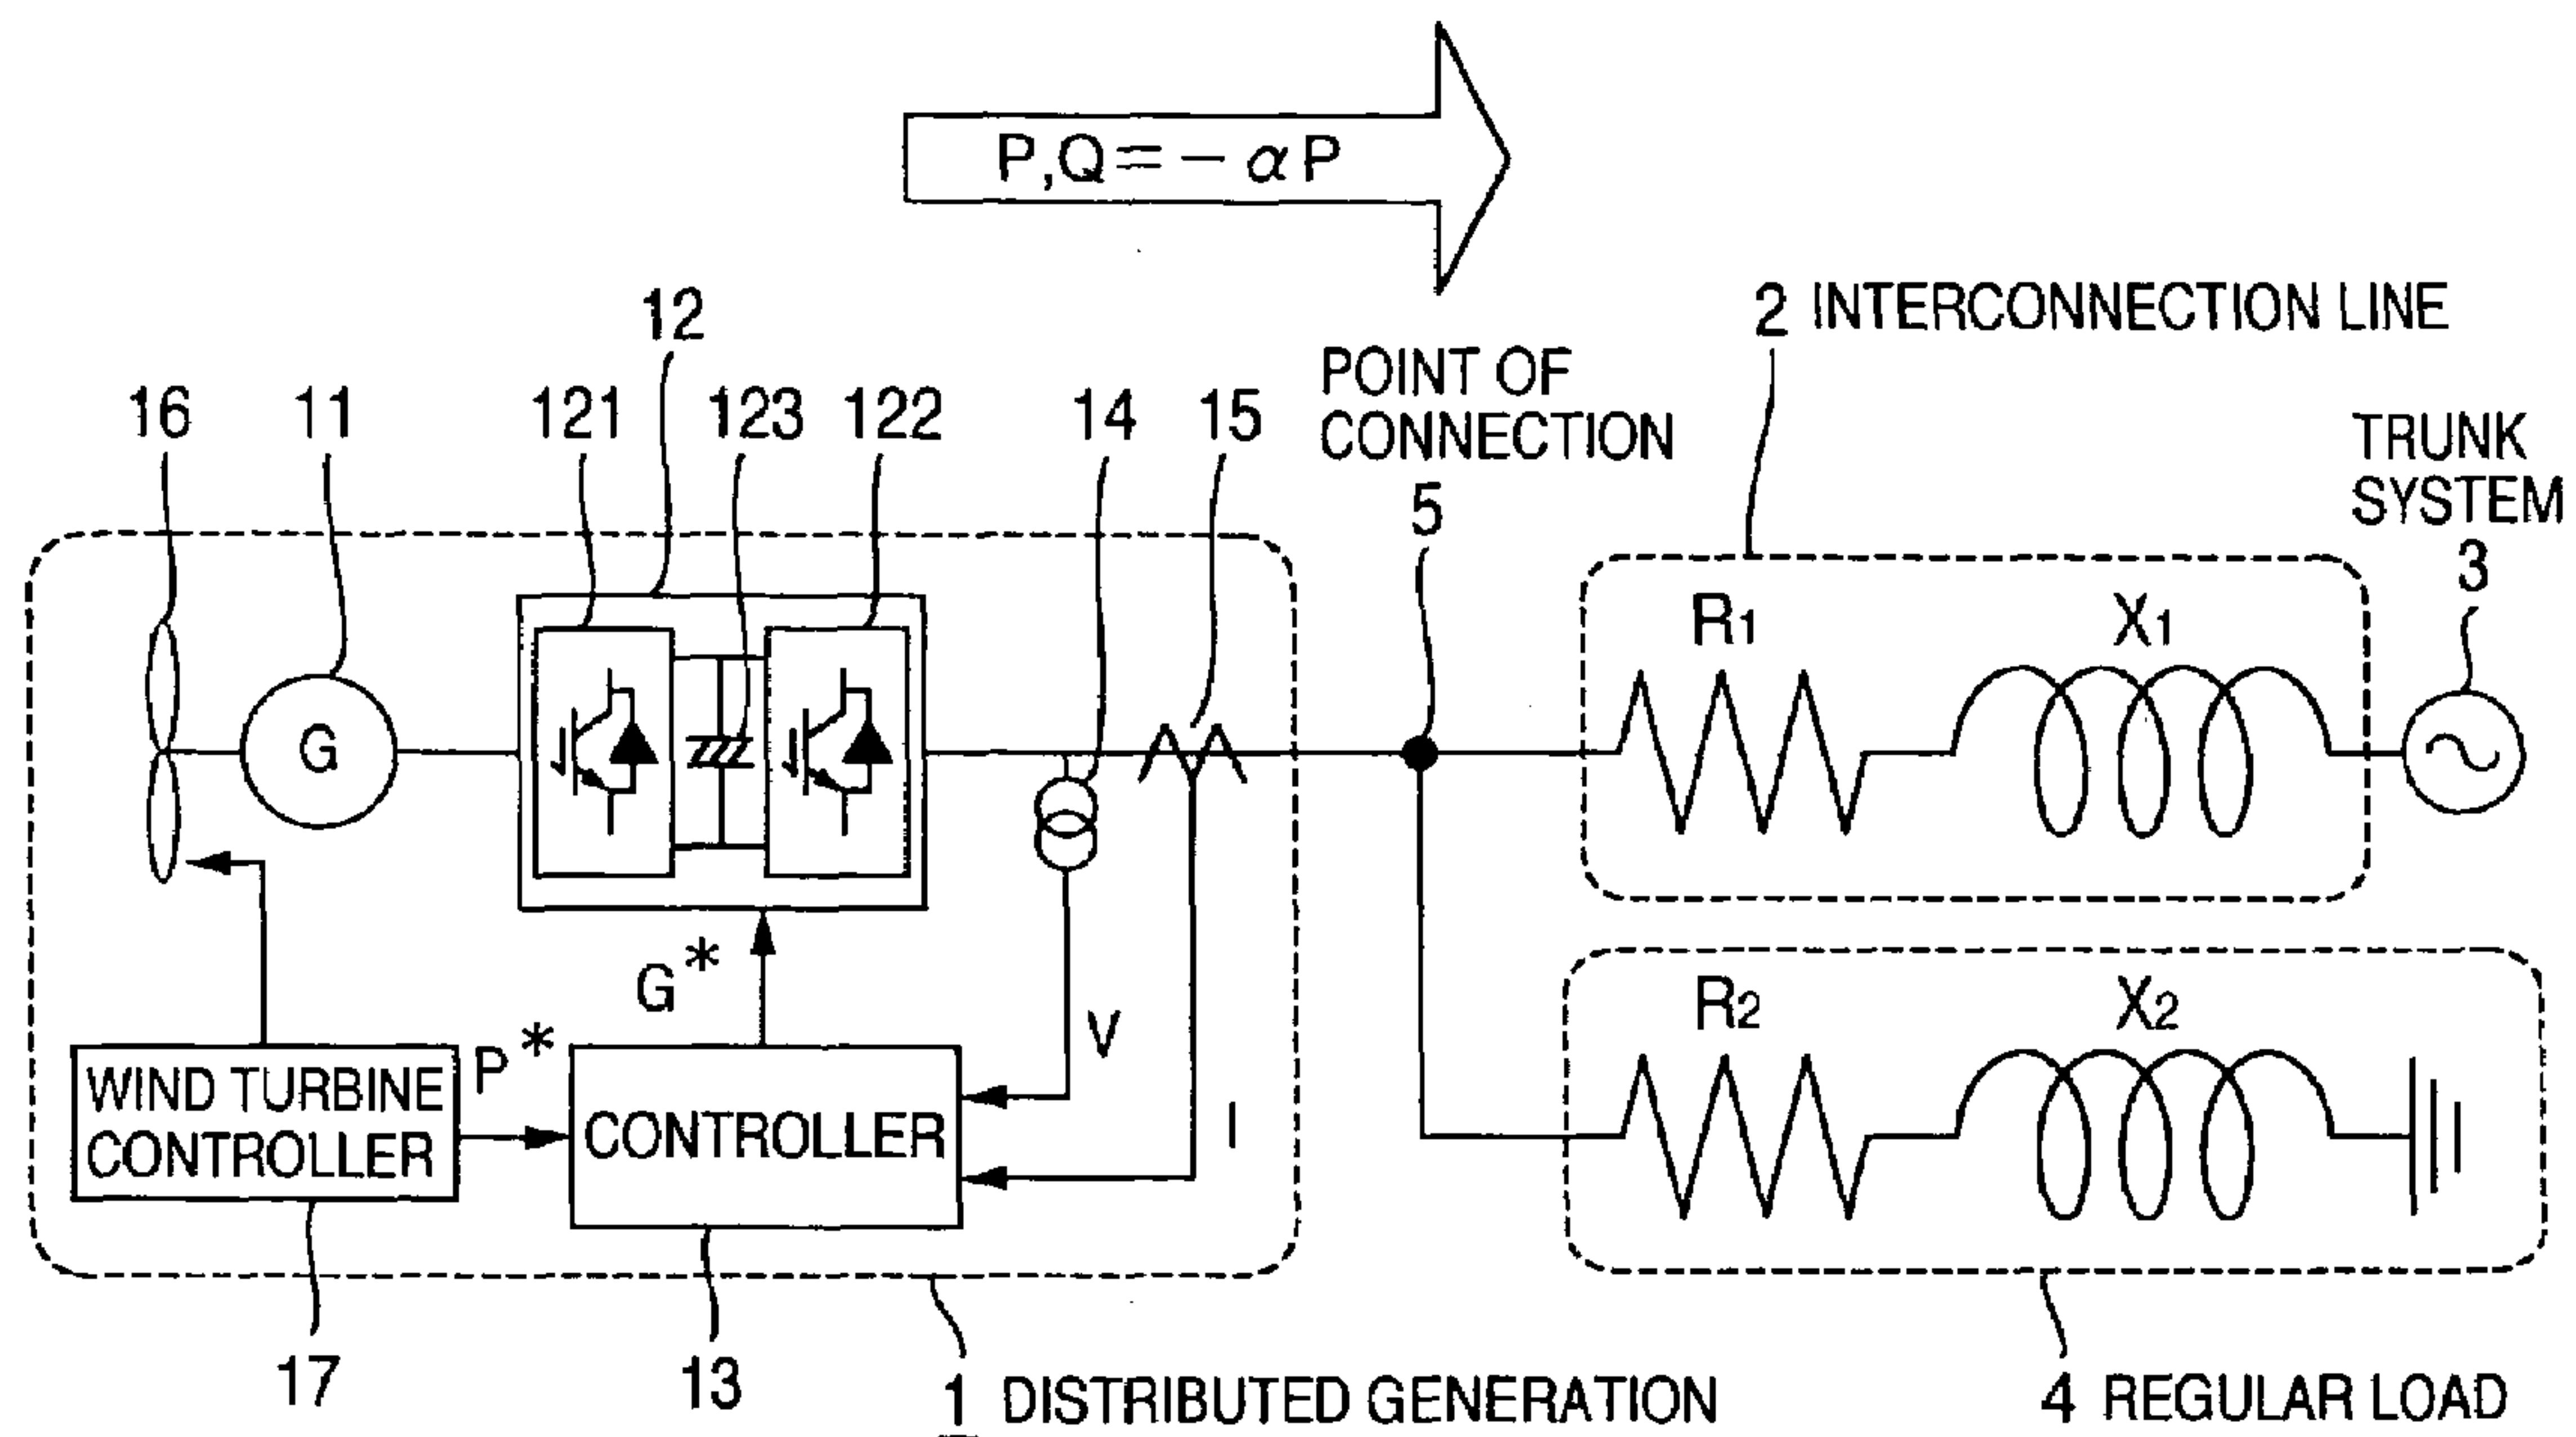 P,Q=-αP
12
2 INTERCONNECTION LINE
POINT OF
CONNECTION
5
16
11
121
123
122
14
15
TRUNK
SYSTEM
3
R1
X1
G
G*
V
R2
X2
P*
WIND TURBINE
CONTROLLER
CONTROLLER
I
17
13
1 DISTRIBUTED GENERATION
4 REGULAR LOAD